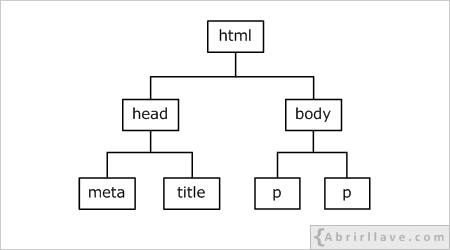 html
head body
meta title p p
{Abrirllave.com